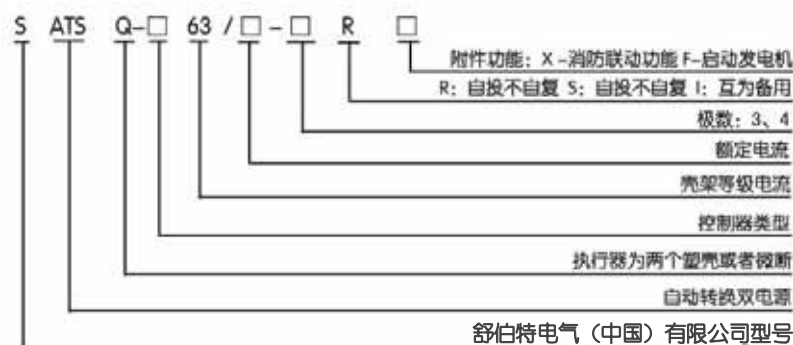 S ATS Q-□ 63 / □ - □ R □
附件功能: X-消防联动功能 F-启动发电机
R: 自投不自复 S: 自投不自复 I: 互为备用
极数: 3、4
额定电流
壳架等级电流
控制器类型
执行器为两个塑壳或者微断
自动转换双电源
舒伯特电气（中国）有限公司型号